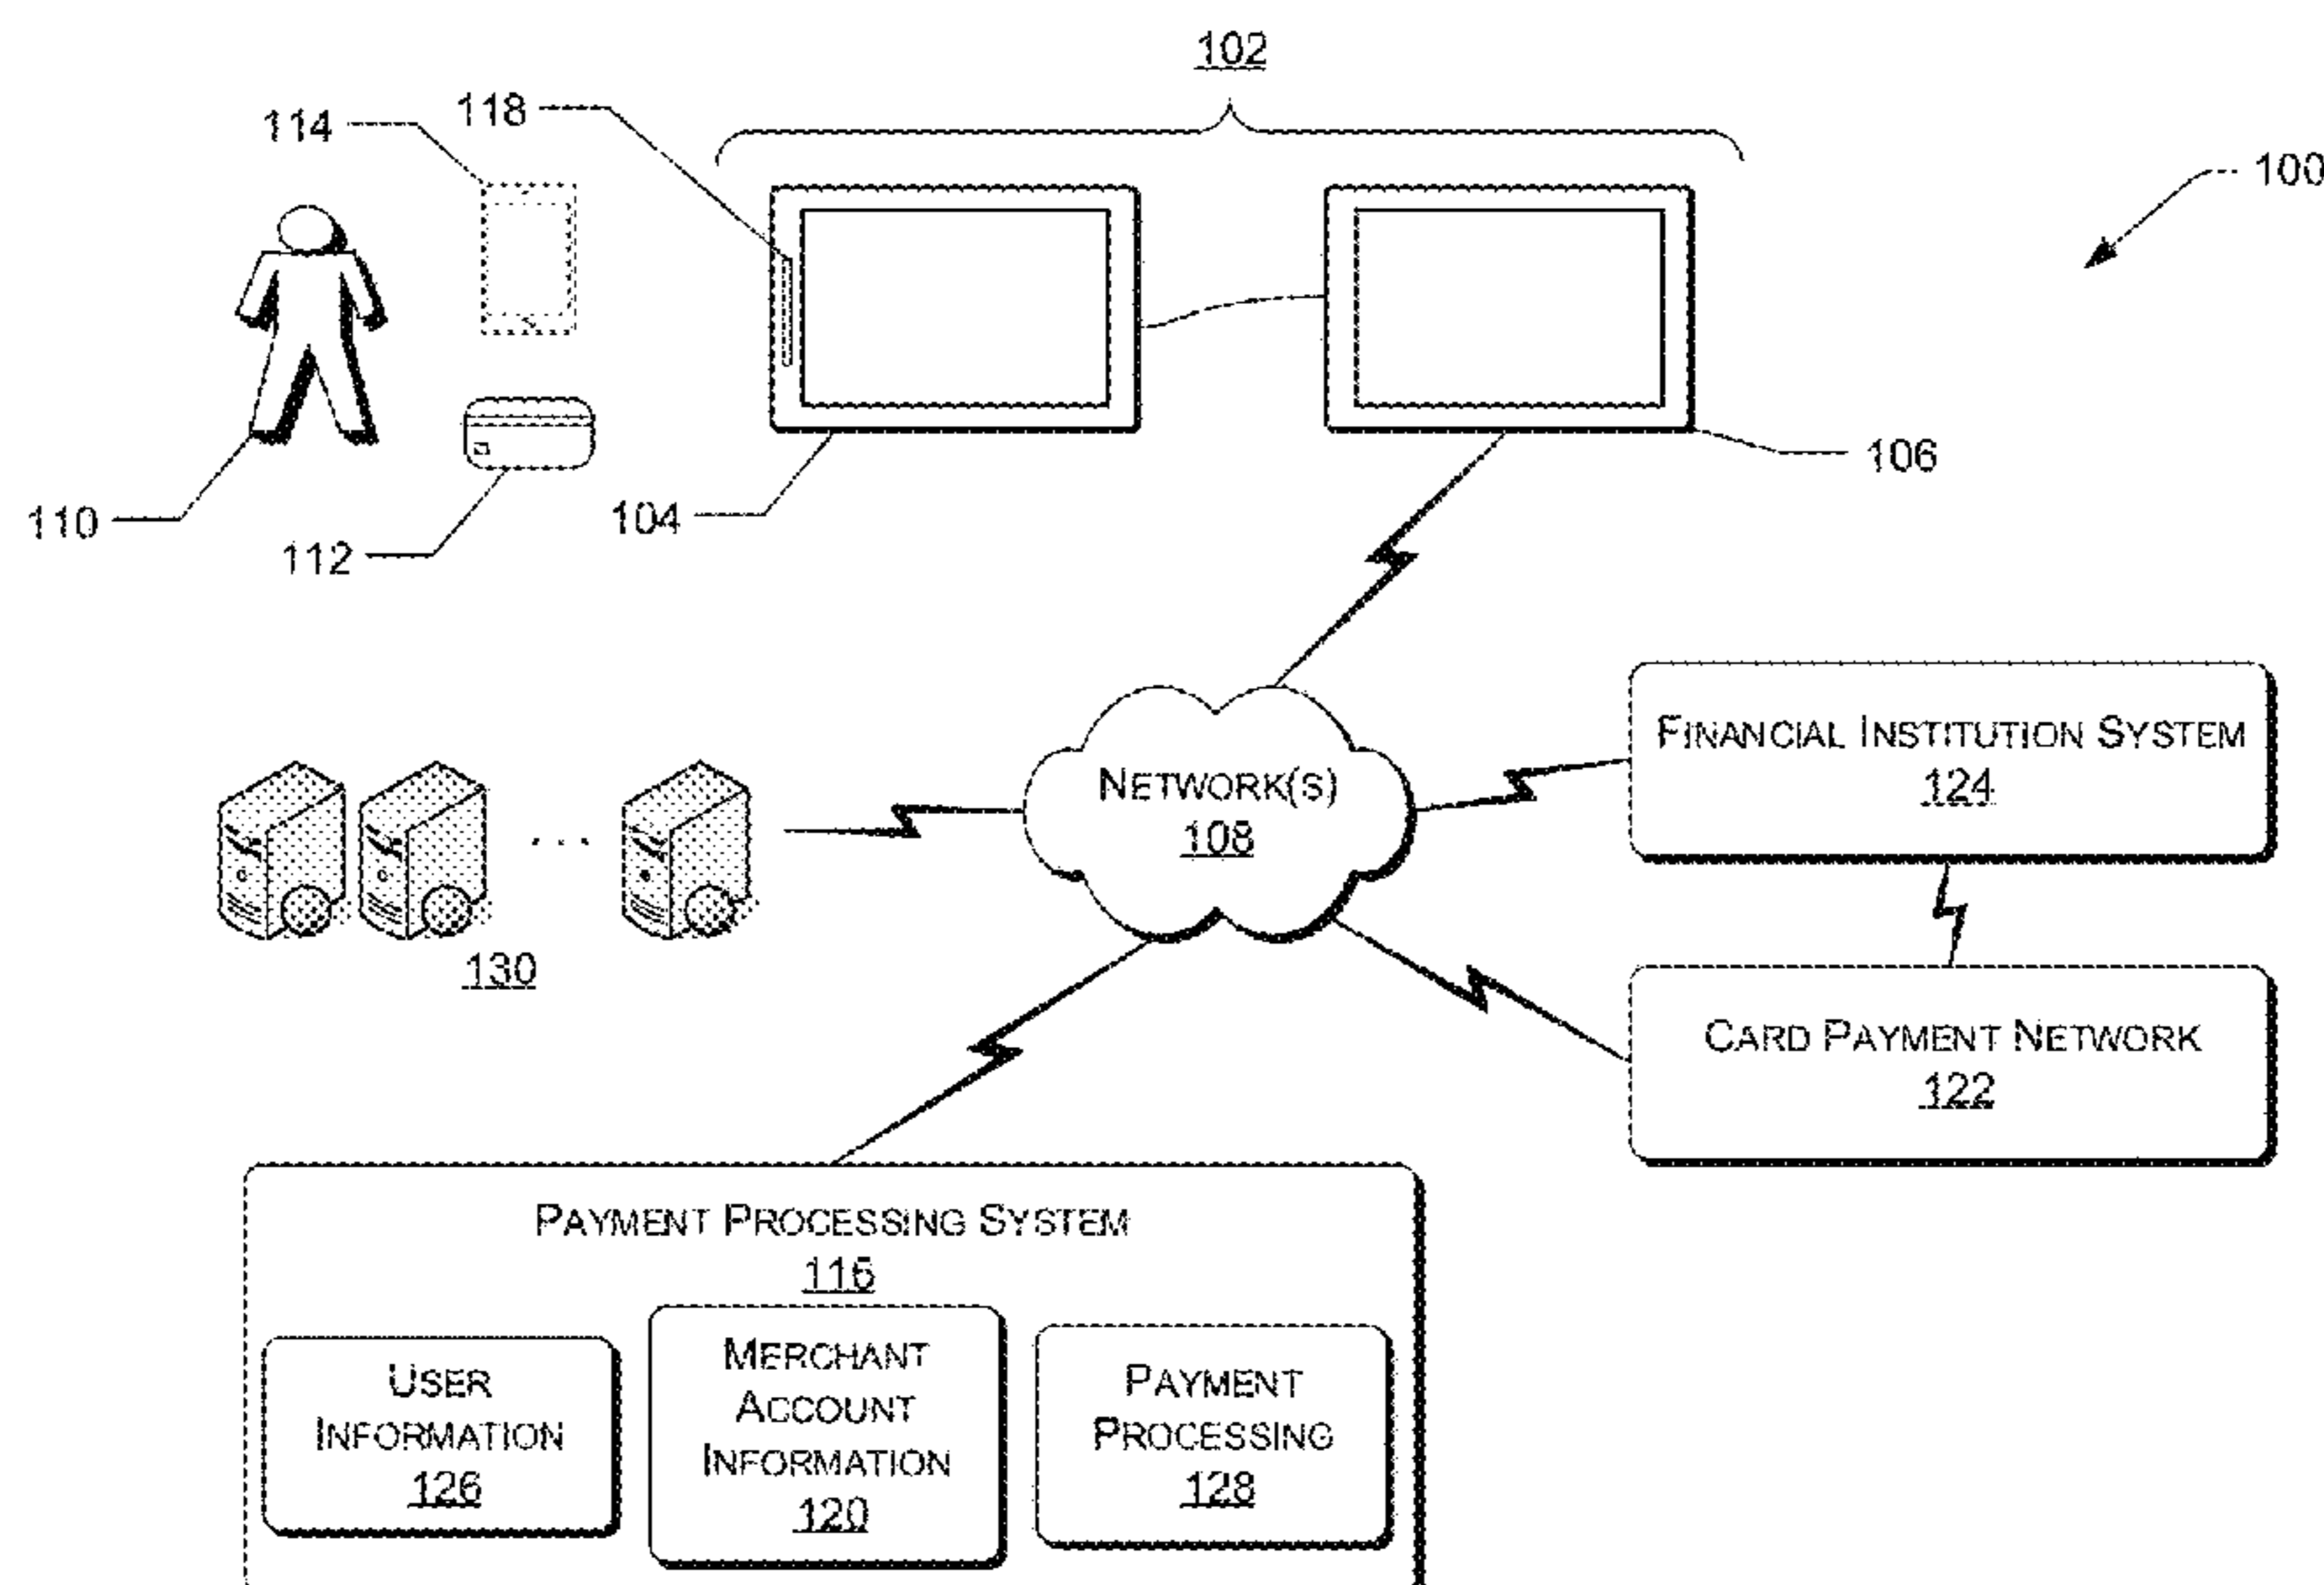 102
118
114
100
106
104
110
112
FINANCIAL INSTITUTION SYSTEM
124
NETWORK(S)
108
130
CARD PAYMENT NETWORK
122
PAYMENT PROCESSING SYSTEM
116
USER
INFORMATION
126
MERCHANT
ACCOUNT
INFORMATION
120
PAYMENT
PROCESSING
128